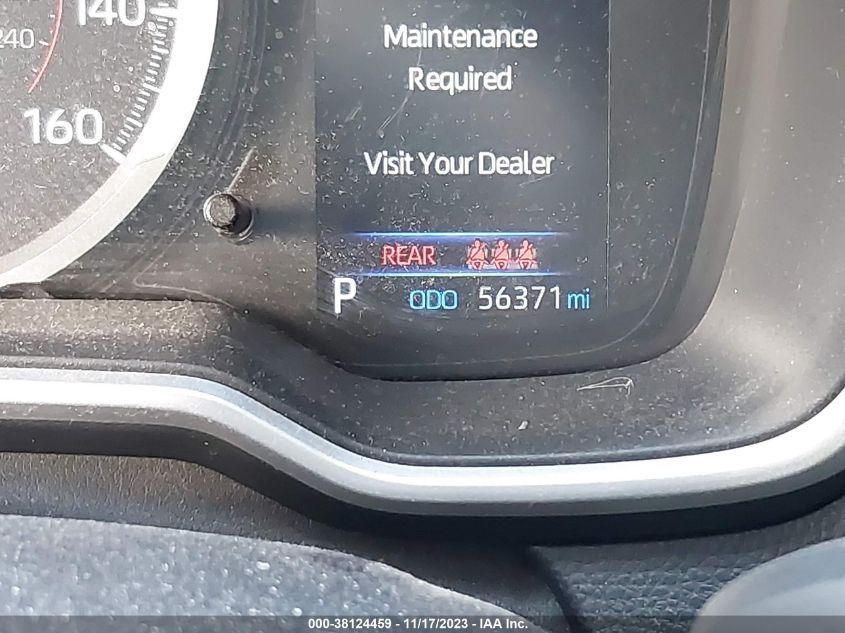 140
240
160
Maintenance
Required
Visit Your Dealer
REAR
P ODO 56371 mi
000-38124459 - 11/17/2023 - IAA Inc.